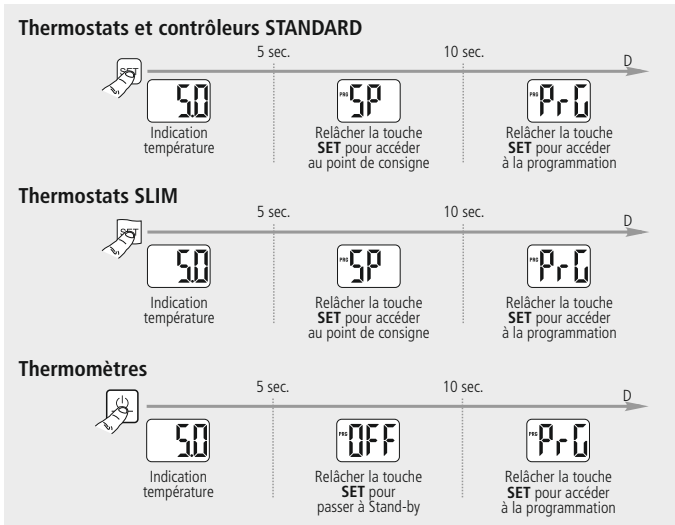 Thermostats et contrôleurs STANDARD
5 sec.
10 sec.
D
SET
5.0
PRG SP
PRG PrG
Indication
température
Relâcher la touche
SET pour accéder
au point de consigne
Relâcher la touche
SET pour accéder
à la programmation
Thermostats SLIM
5 sec.
10 sec.
D
SET
5.0
PRG SP
PRG PrG
Indication
température
Relâcher la touche
SET pour accéder
au point de consigne
Relâcher la touche
SET pour accéder
à la programmation
Thermomètres
5 sec.
10 sec.
D
5.0
PRG OFF
PRG PrG
Indication
température
Relâcher la touche
SET pour
passer à Stand-by
Relâcher la touche
SET pour accéder
à la programmation